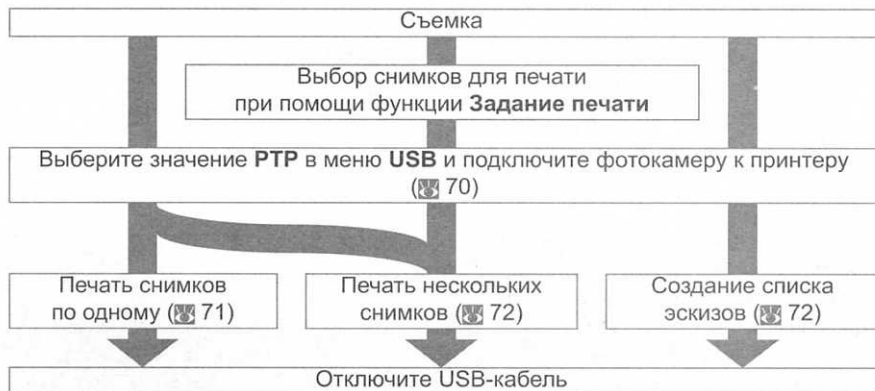 Съемка
Выбор снимков для печати
при помощи функции Задание печати
Выберите значение PTP в меню USB и подключите фотокамеру к принтеру
( 70)
Печать снимков
по одному ( 71)
Печать нескольких
снимков ( 72)
Создание списка
эскизов ( 72)
Отключите USB-кабель